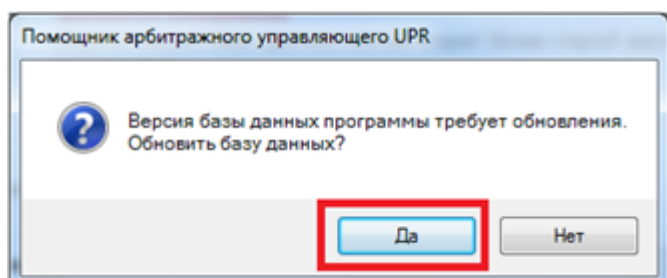 Помощник арбитражного управляющего UPR
Версия базы данных программы требует обновления.
Обновить базу данных?
Да
Нет